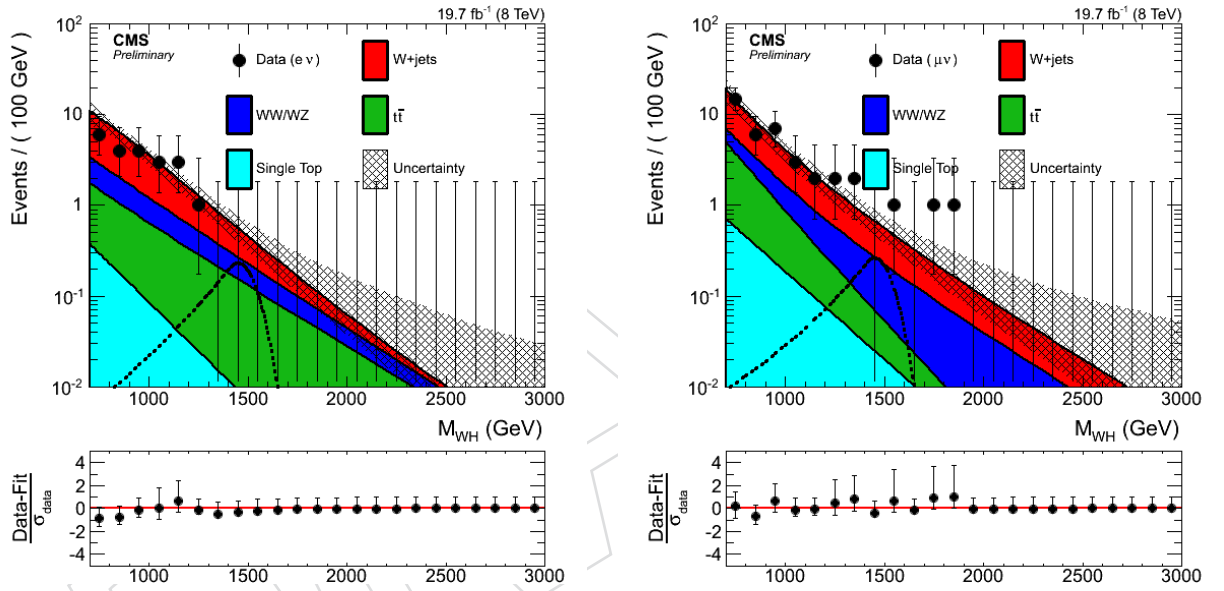 19.7 fb⁻¹ (8 TeV)
CMS
Preliminary
Data (e ν)
W+jets
WW/WZ
tt̄
Single Top
Uncertainty
Events / ( 100 GeV )
10²
10
1
10⁻¹
10⁻²
1000 1500 2000 2500 3000
M_WH (GeV)
Data-Fit
σ_data
4
2
0
-2
-4
1000 1500 2000 2500 3000
19.7 fb⁻¹ (8 TeV)
CMS
Preliminary
Data (μν)
W+jets
WW/WZ
tt̄
Single Top
Uncertainty
Events / ( 100 GeV )
10²
10
1
10⁻¹
10⁻²
1000 1500 2000 2500 3000
M_WH (GeV)
Data-Fit
σ_data
4
2
0
-2
-4
1000 1500 2000 2500 3000